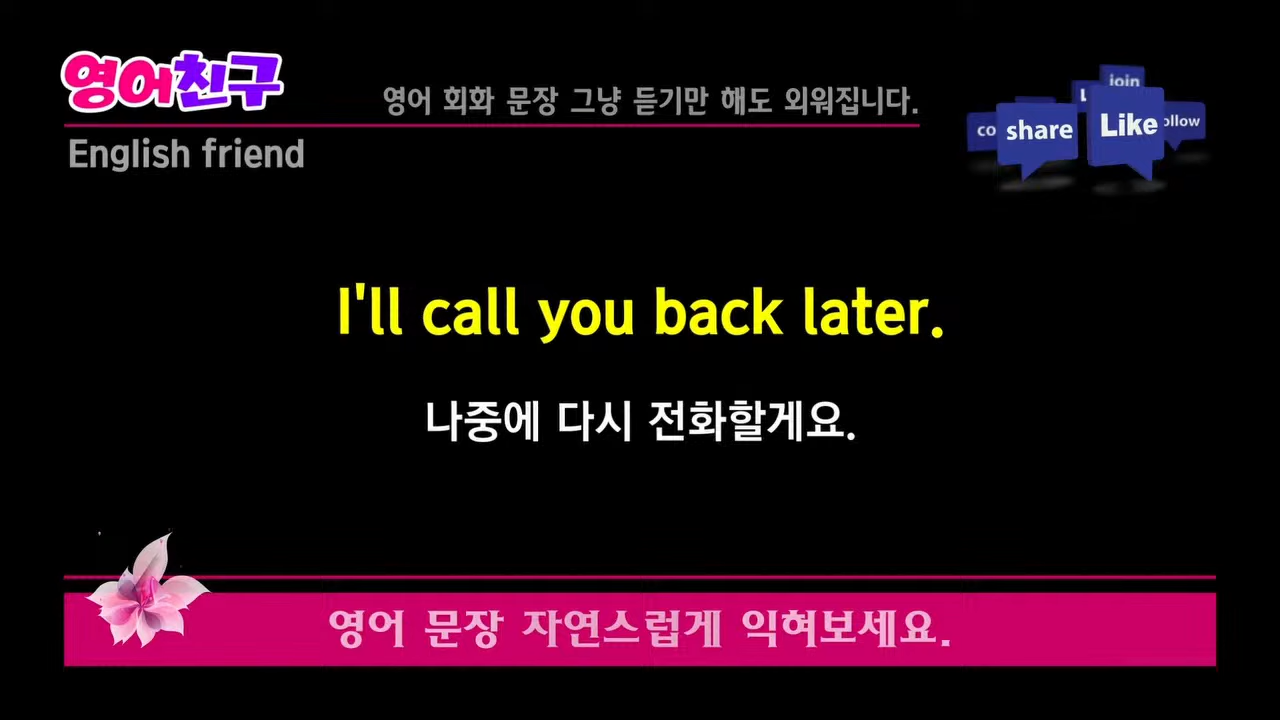 영어친구
영어 회화 문장 그냥 듣기만 해도 외워집니다.
English friend
join
share
Like
I'll call you back later.
나중에 다시 전화할게요.
영어 문장 자연스럽게 익혀보세요.